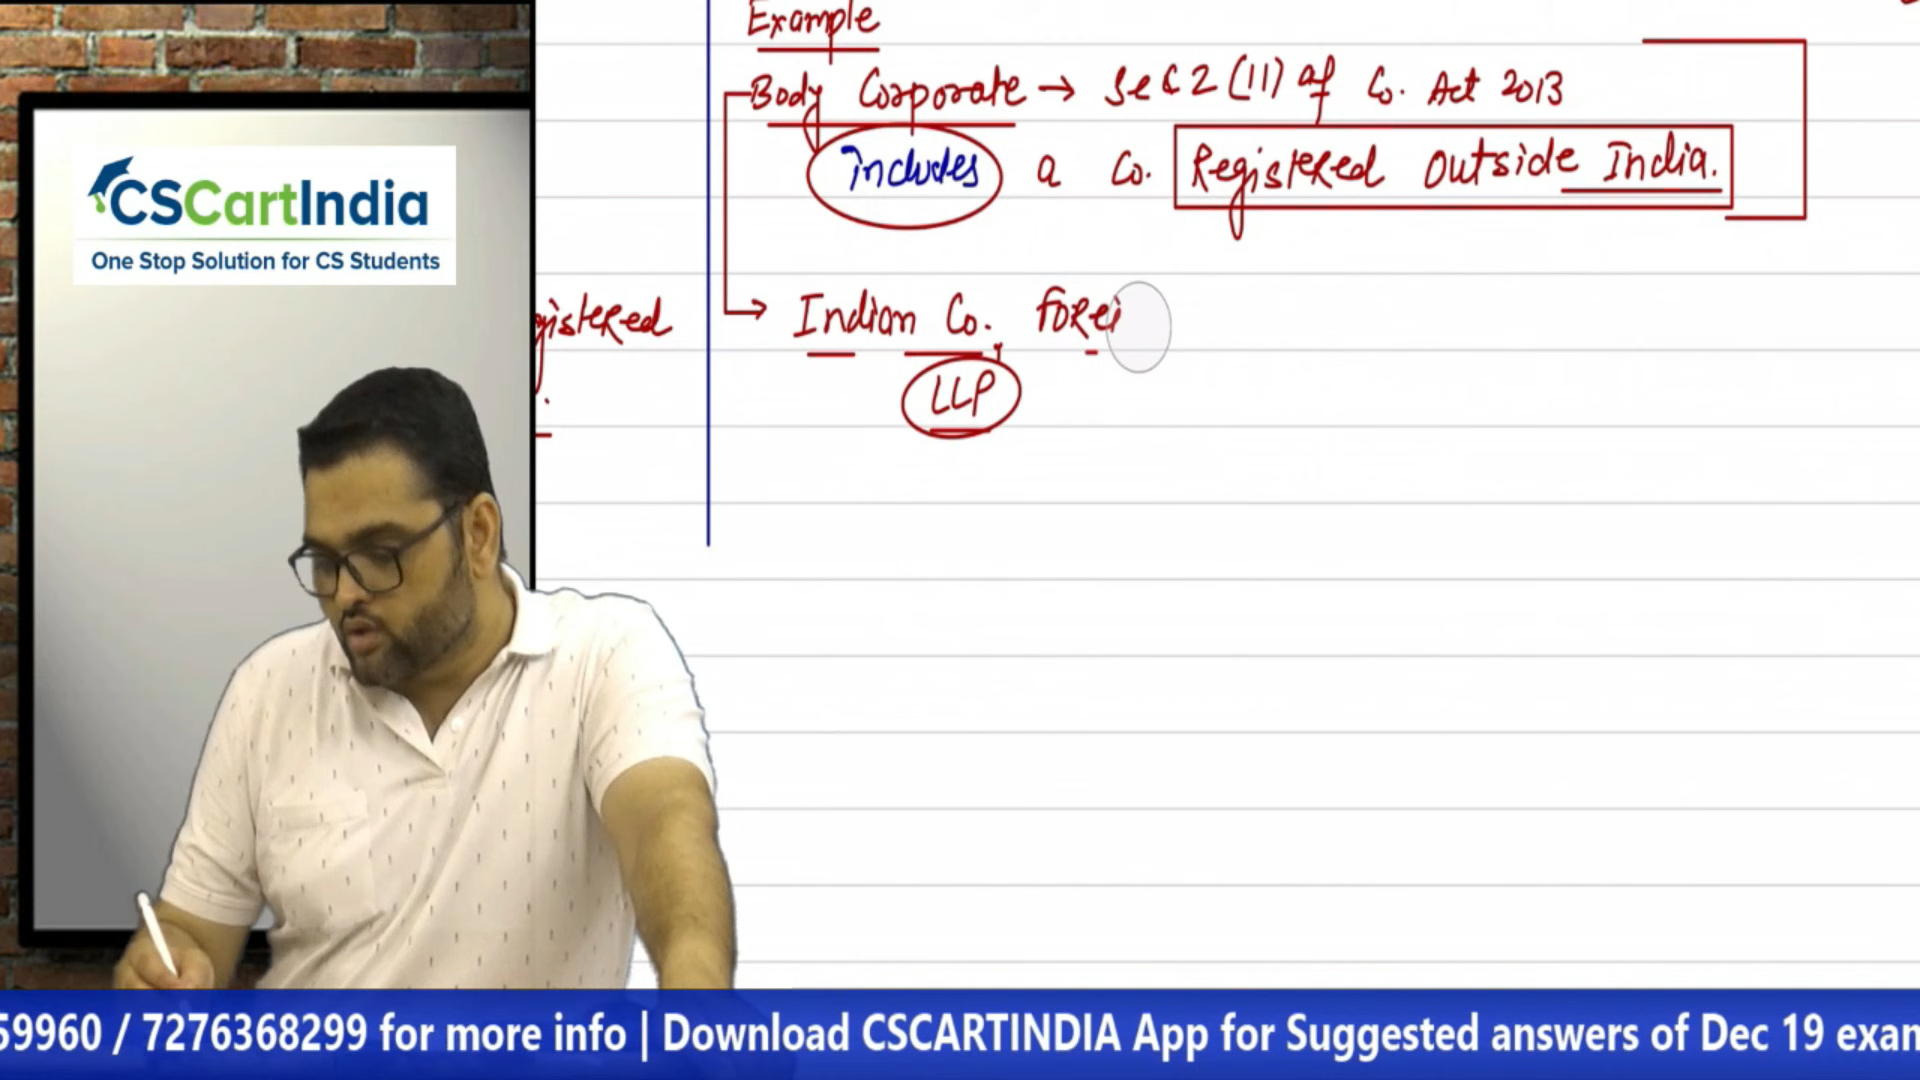 Example
Body Corporate → Sec 2 (11) of Co. Act 2013
includes a Co. Registered Outside India.
Indian Co. Forei
LLP
gistered
CSCartIndia
One Stop Solution for CS Students
59960 / 7276368299 for more info | Download CSCARTINDIA App for Suggested answers of Dec 19 exan